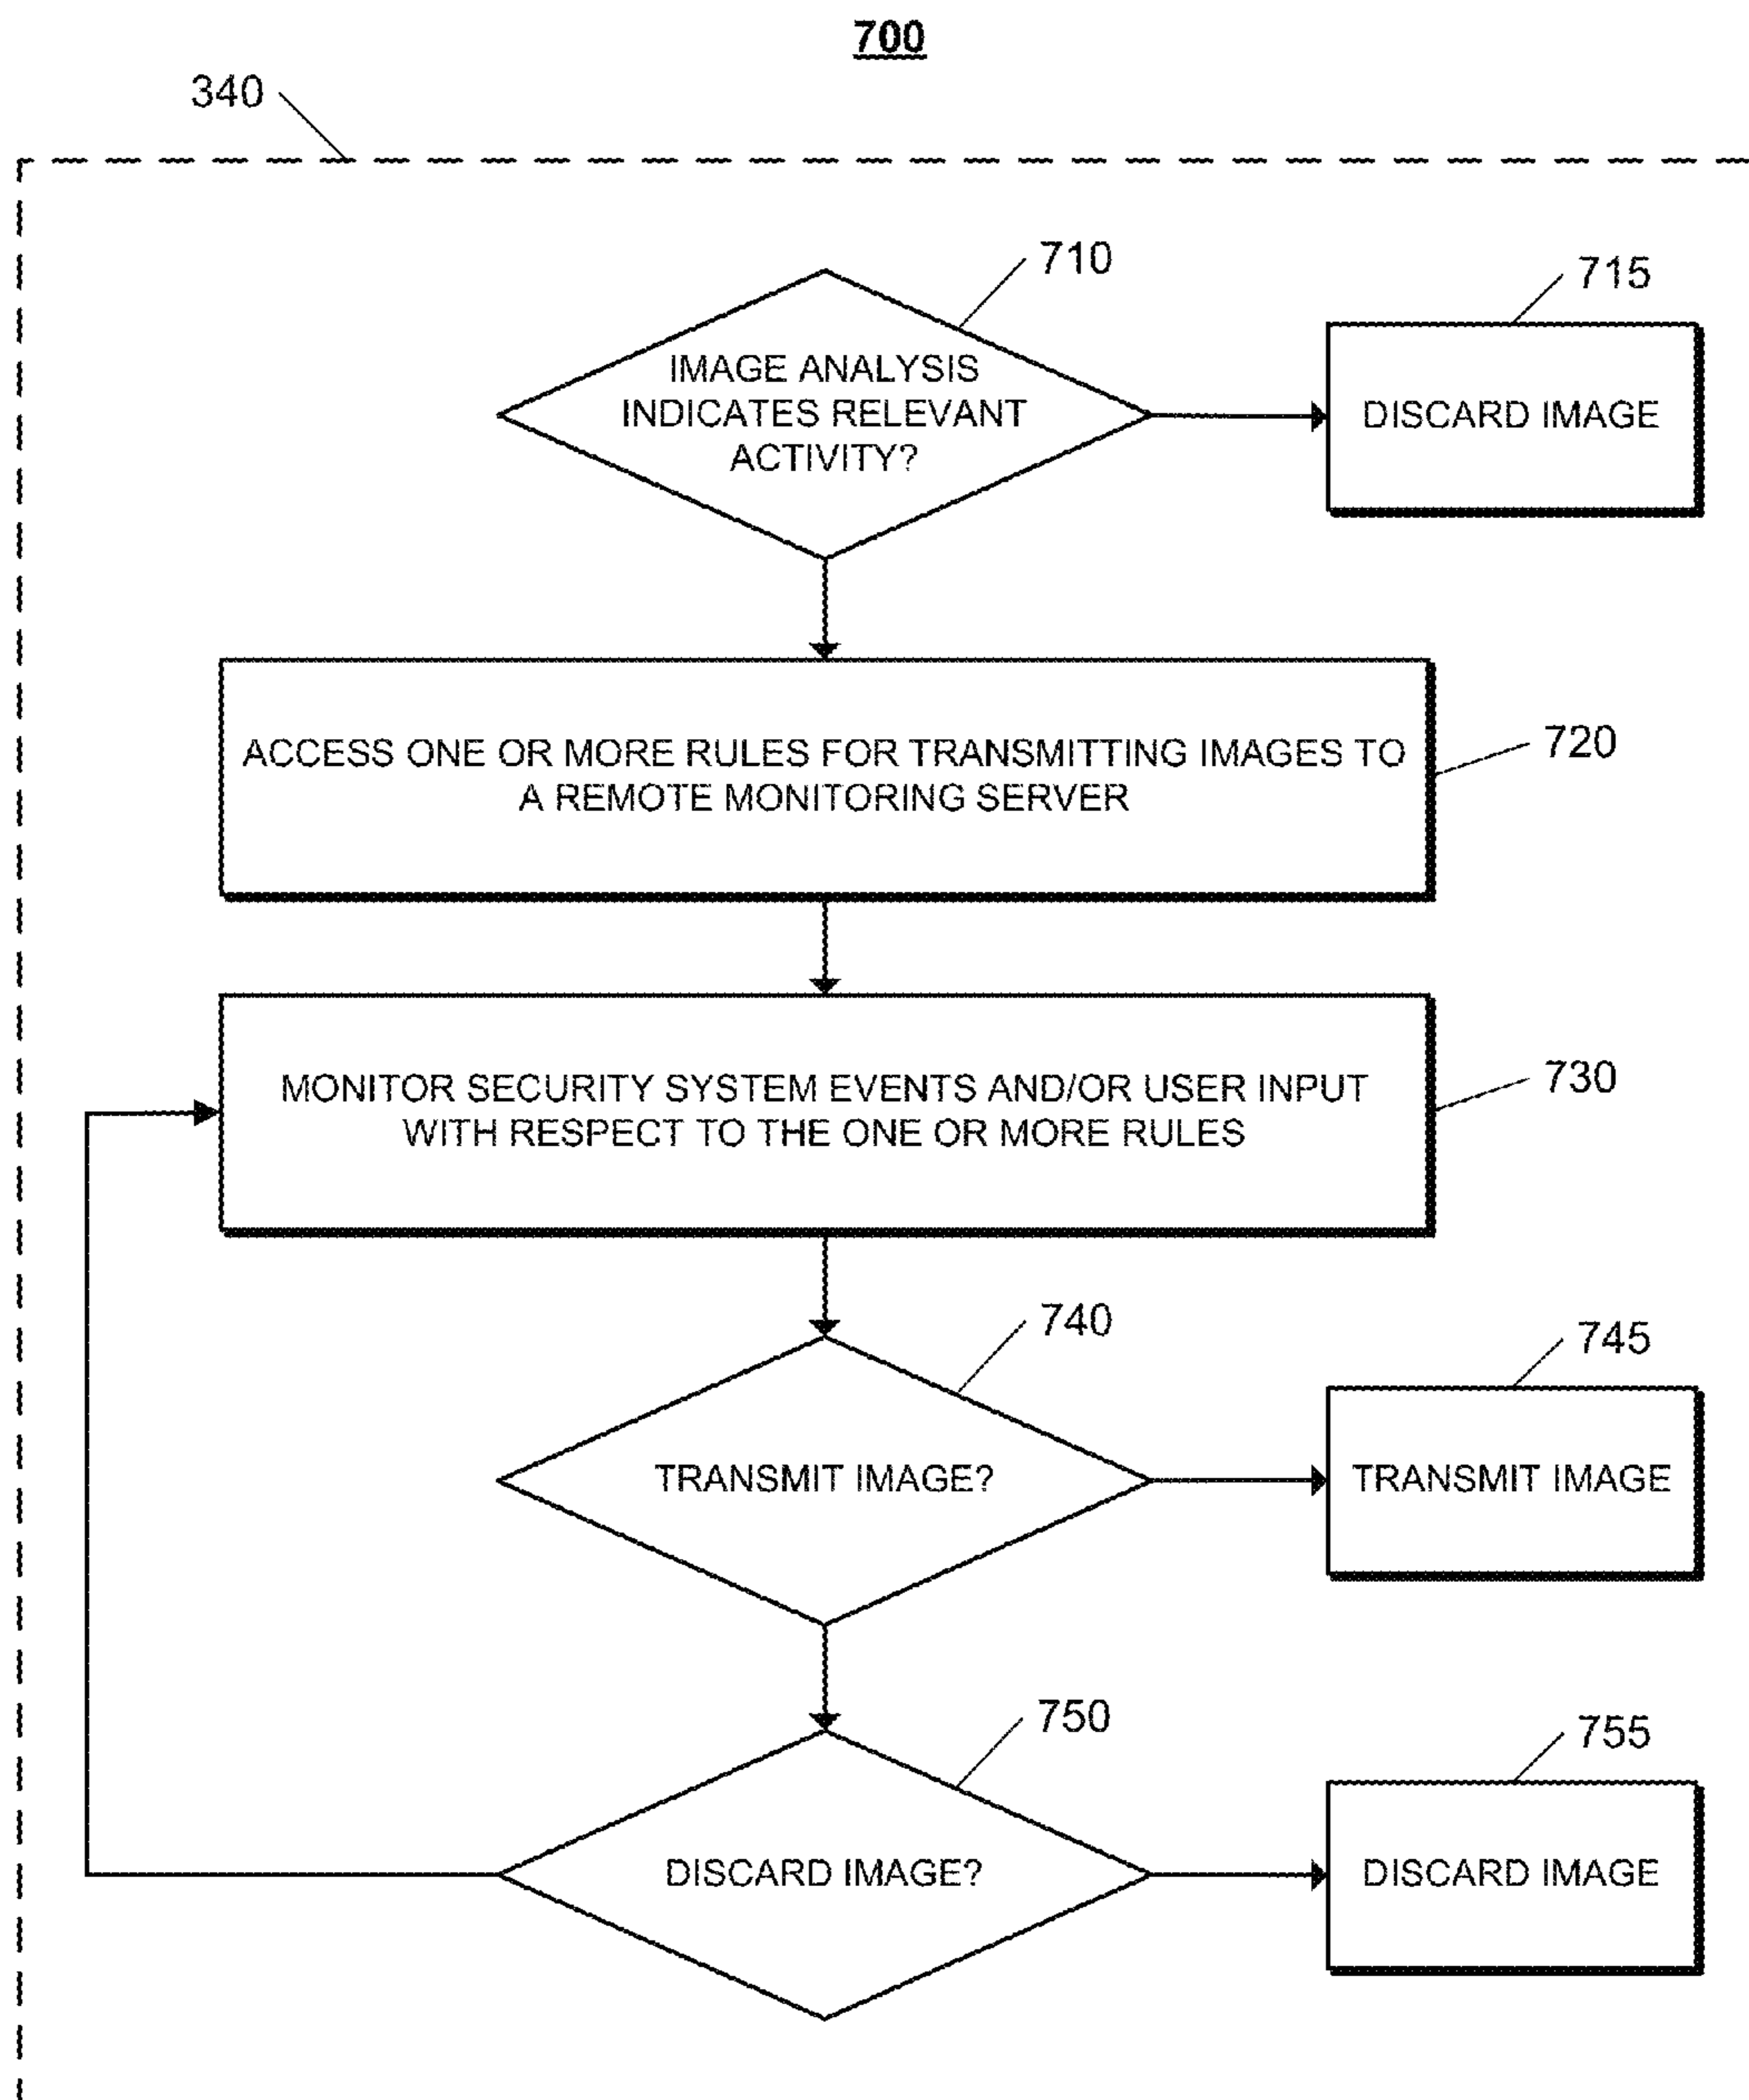 700
340
710
715
IMAGE ANALYSIS
INDICATES RELEVANT
ACTIVITY?
DISCARD IMAGE
720
ACCESS ONE OR MORE RULES FOR TRANSMITTING IMAGES TO
A REMOTE MONITORING SERVER
730
MONITOR SECURITY SYSTEM EVENTS AND/OR USER INPUT
WITH RESPECT TO THE ONE OR MORE RULES
740
745
TRANSMIT IMAGE?
TRANSMIT IMAGE
750
755
DISCARD IMAGE?
DISCARD IMAGE